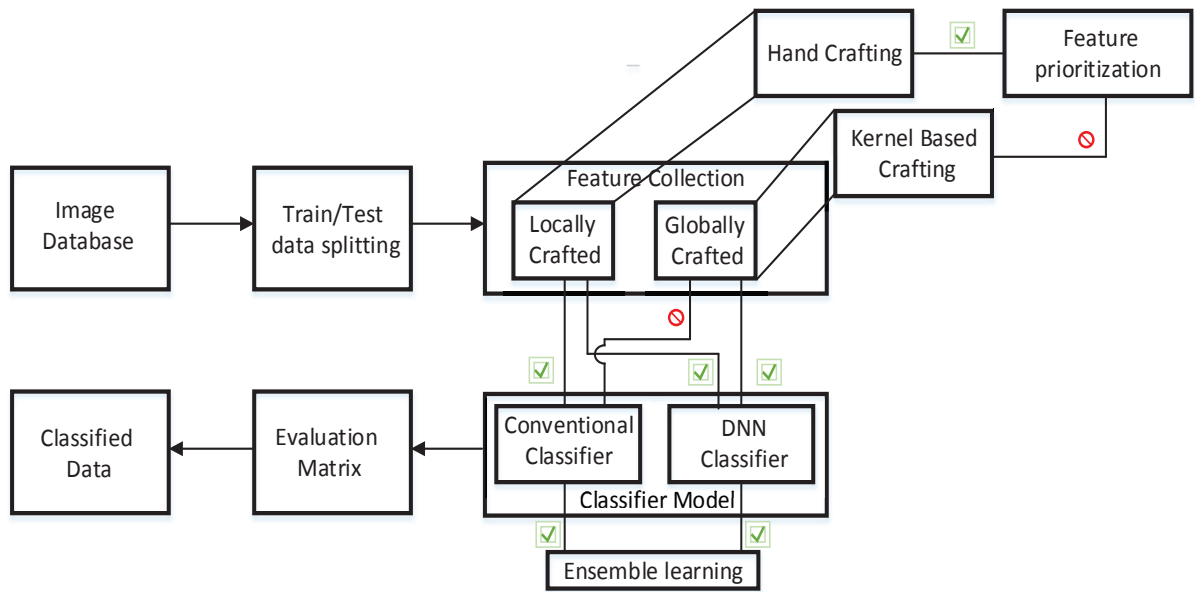 Hand Crafting
Feature
prioritization
Kernel Based
Crafting
Image
Database
Train/Test
data splitting
Feature Collection
Locally
Crafted
Globally
Crafted
Classified
Data
Evaluation
Matrix
Conventional
Classifier
DNN
Classifier
Classifier Model
Ensemble learning